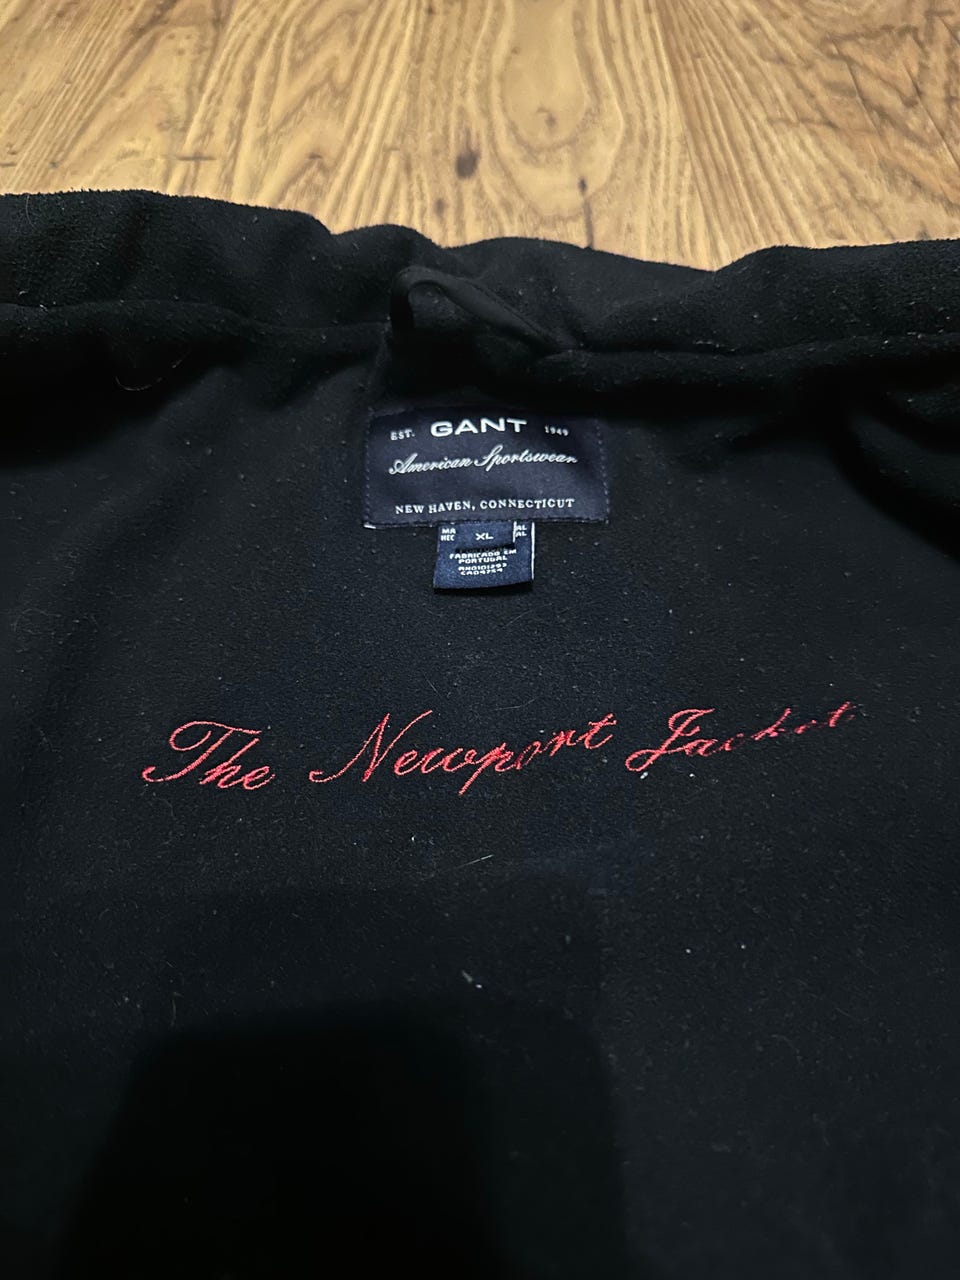 EST. GANT 1949
American Sportswear
NEW HAVEN, CONNECTICUT
XL
FABRICADO EM
PORTUGAL
The Newport Jacket